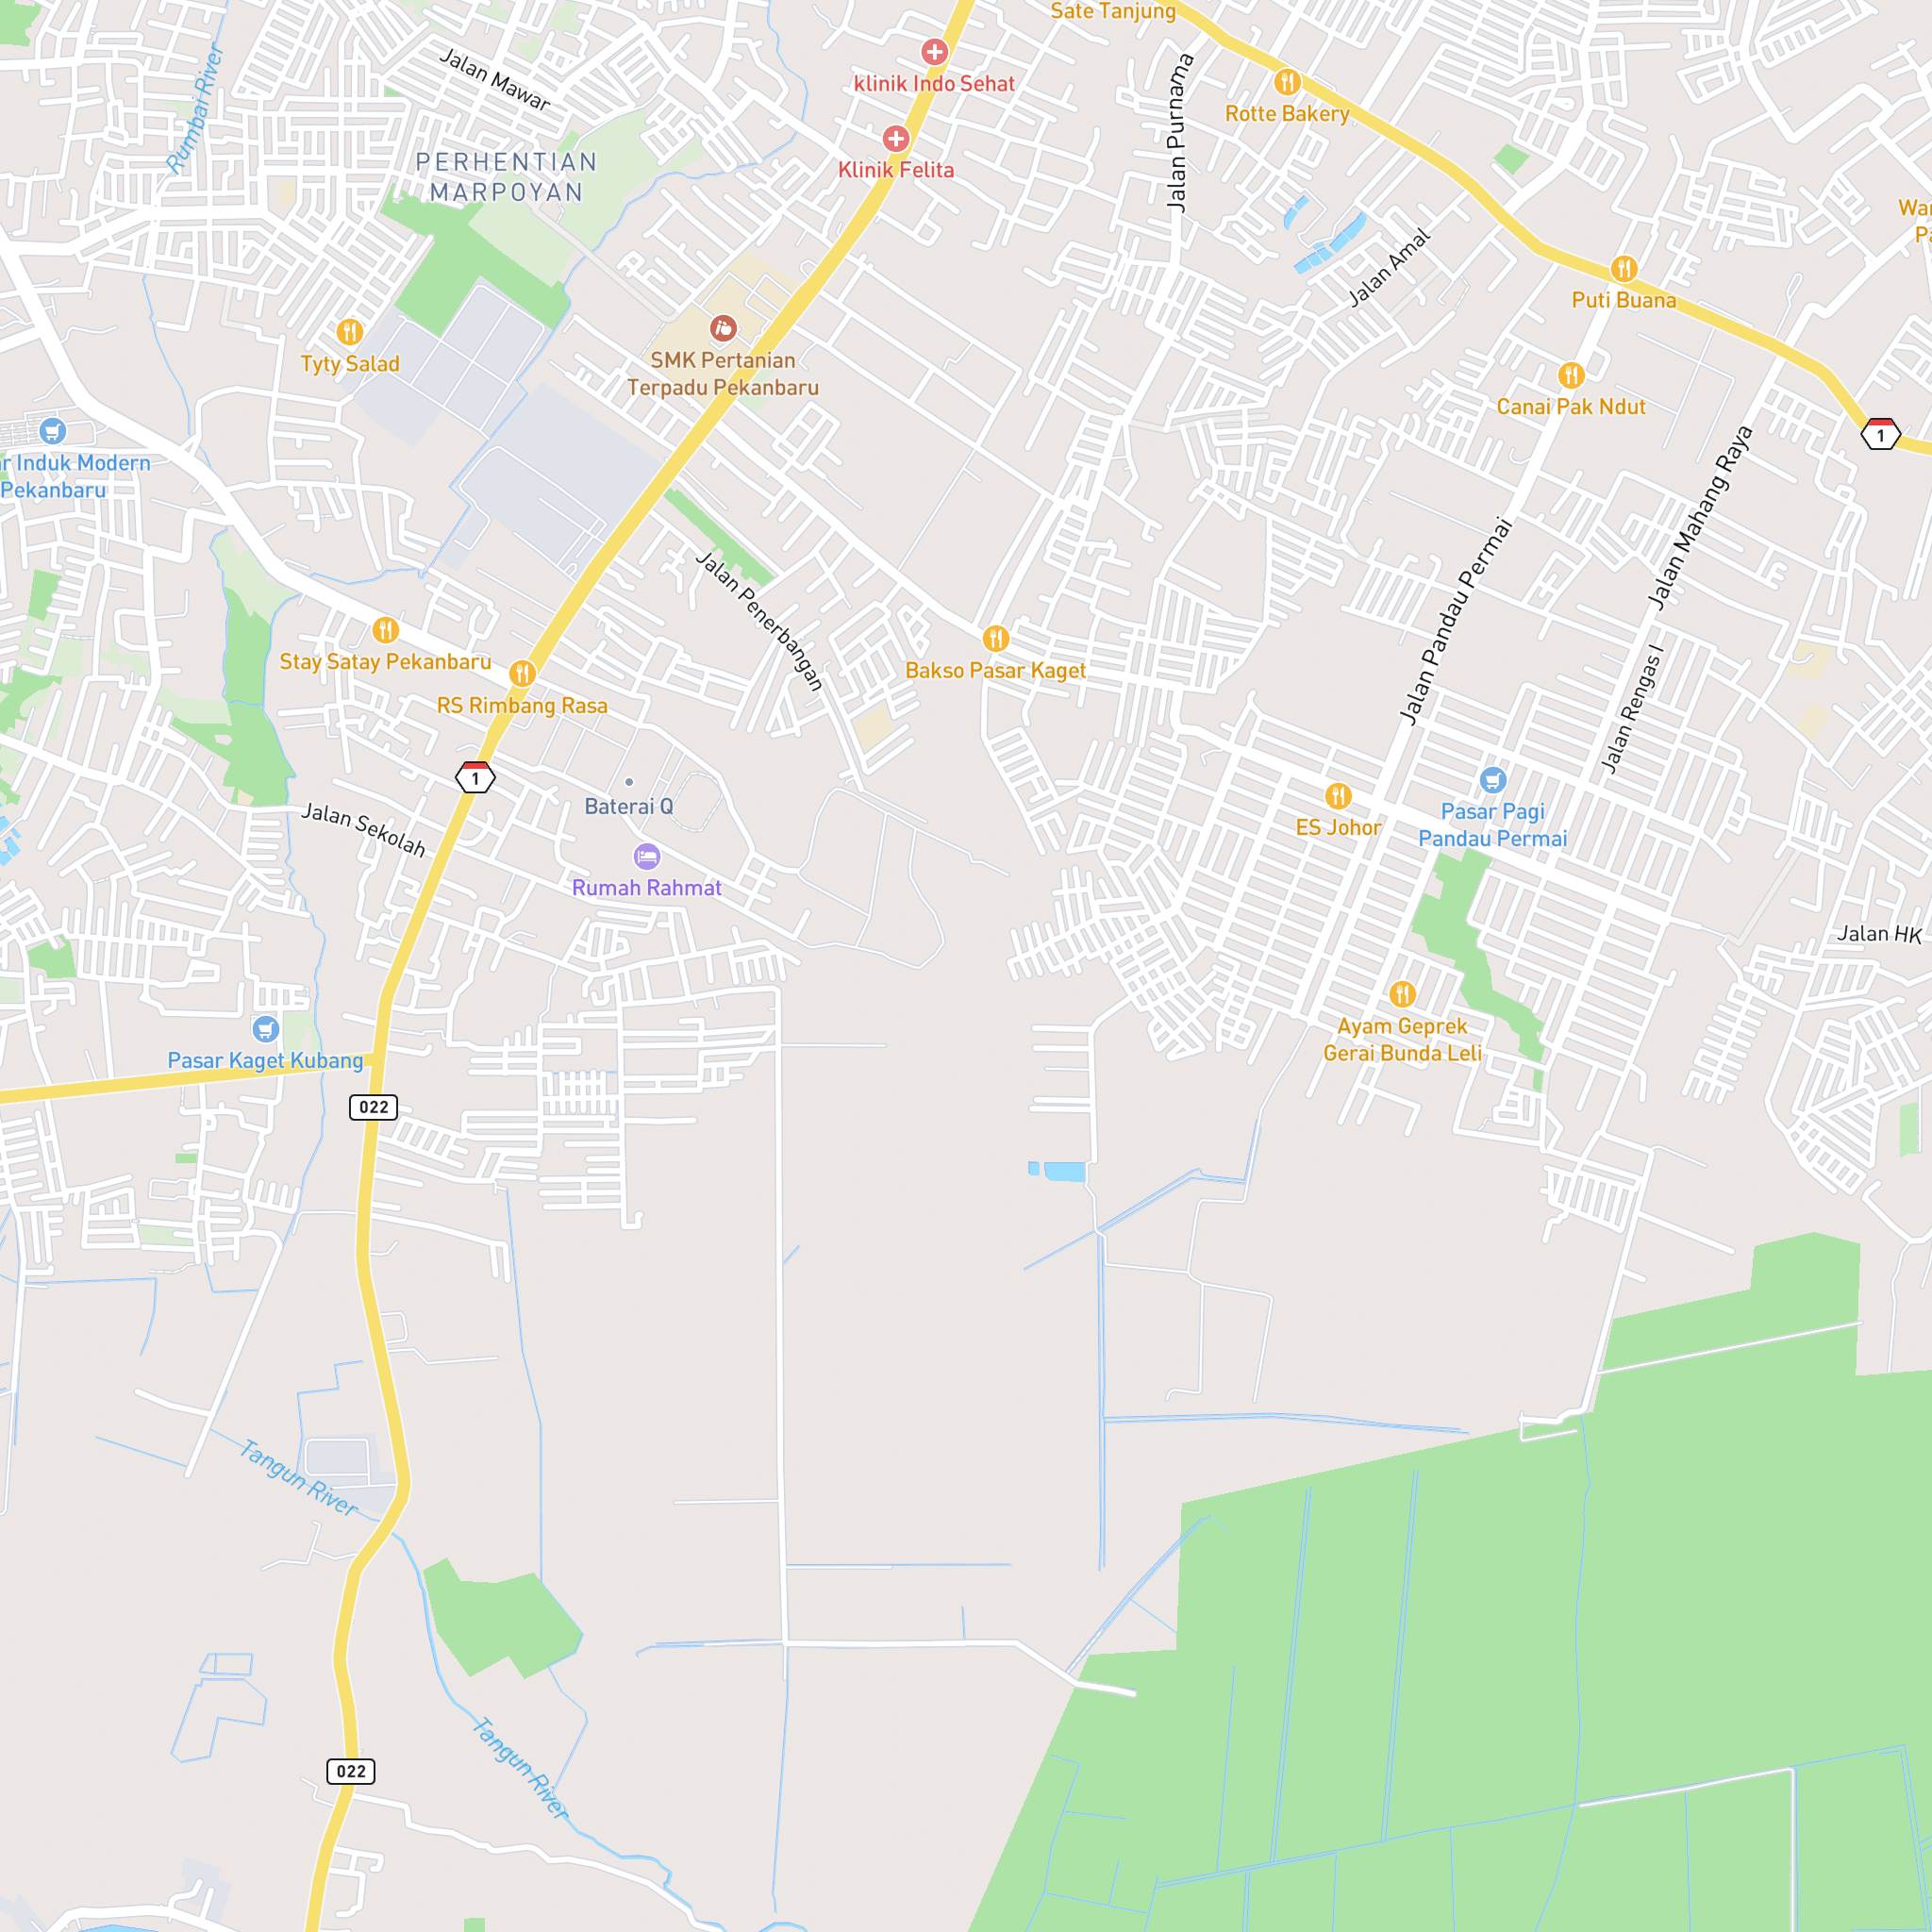 Sate Tanjung
Jalan Mawar
Rumbai River
klinik Indo Sehat
Rotte Bakery
Jalan Purnama
PERHENTIAN
MARPOYAN
Klinik Felita
Jalan Amal
Puti Buana
Tyty Salad
SMK Pertanian
Terpadu Pekanbaru
Canai Pak Ndut
1
r Induk Modern
Pekanbaru
Jalan Mahang Raya
Jalan Pandau Permai
Jalan Penerbangan
Stay Satay Pekanbaru
Bakso Pasar Kaget
RS Rimbang Rasa
Jalan Rengas I
1
Baterai Q
Jalan Sekolah
ES Johor
Pasar Pagi
Pandau Permai
Rumah Rahmat
Jalan HK
Ayam Geprek
Gerai Bunda Leli
Pasar Kaget Kubang
022
Tangun River
Tangun River
022